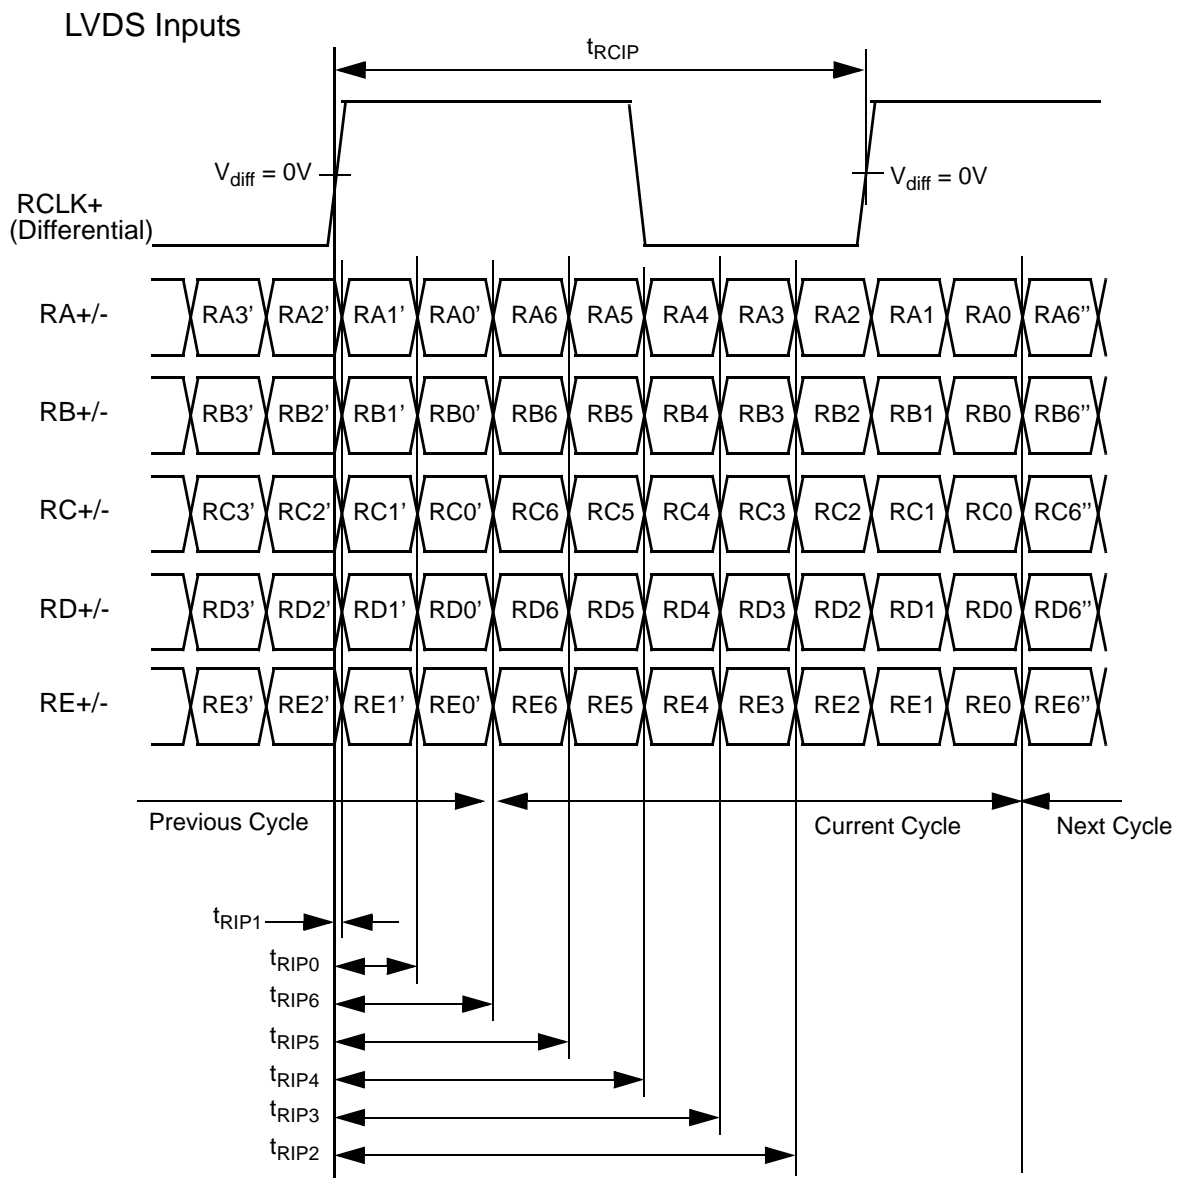 LVDS Inputs
tRCIP
Vdiff = 0V
Vdiff = 0V
RCLK+
(Differential)
RA+/- RA3’ RA2’ RA1’ RA0’ RA6 RA5 RA4 RA3 RA2 RA1 RA0 RA6’’
RB+/- RB3’ RB2’ RB1’ RB0’ RB6 RB5 RB4 RB3 RB2 RB1 RB0 RB6’’
RC+/- RC3’ RC2’ RC1’ RC0’ RC6 RC5 RC4 RC3 RC2 RC1 RC0 RC6’’
RD+/- RD3’ RD2’ RD1’ RD0’ RD6 RD5 RD4 RD3 RD2 RD1 RD0 RD6’’
RE+/- RE3’ RE2’ RE1’ RE0’ RE6 RE5 RE4 RE3 RE2 RE1 RE0 RE6’’
Previous Cycle Current Cycle Next Cycle
tRIP1
tRIP0
tRIP6
tRIP5
tRIP4
tRIP3
tRIP2